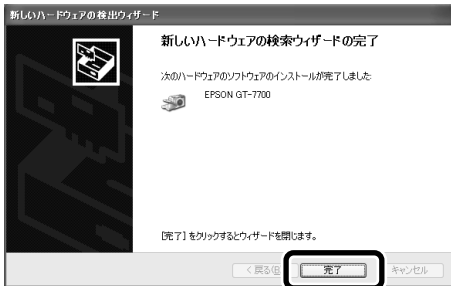 新しいハードウェアの検出ウィザード
新しいハードウェアの検索ウィザードの完了
次のハードウェアのソフトウェアのインストールが完了しました:
EPSON GT-7700
[完了] をクリックするとウィザードを閉じます。
< 戻る(B)
完了
キャンセル